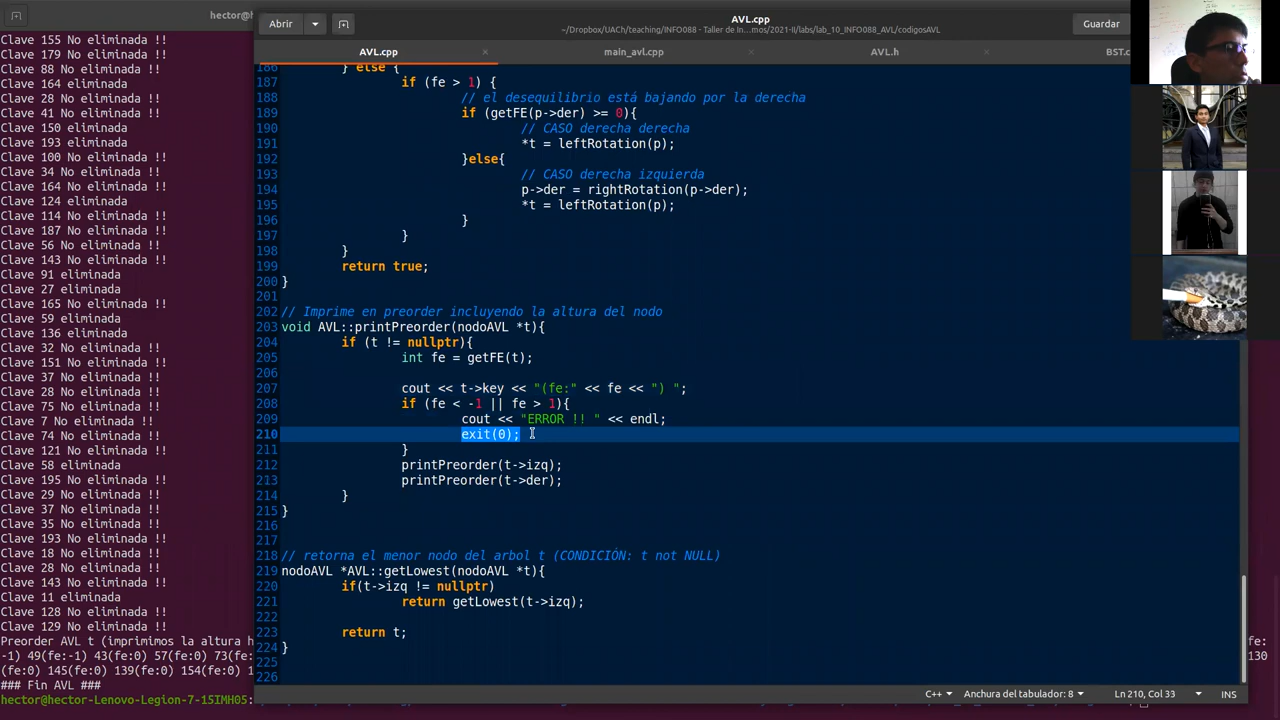 hector@hector
Abrir
AVL.cpp
~/Dropbox/UACh/teaching/INFO088 - Taller de In...mos/2021-II/labs/lab_10_INFO088_AVL/codigosAVL
Guardar
AVL.cpp
main_avl.cpp
AVL.h
BST.c
Clave 155 No eliminada !!
Clave 179 No eliminada !!
Clave 88 No eliminada !!
Clave 164 eliminada
Clave 28 No eliminada !!
Clave 41 No eliminada !!
Clave 150 eliminada
Clave 193 eliminada
Clave 100 No eliminada !!
Clave 34 No eliminada !!
Clave 164 No eliminada !!
Clave 124 eliminada
Clave 114 No eliminada !!
Clave 187 No eliminada !!
Clave 56 No eliminada !!
Clave 143 No eliminada !!
Clave 91 eliminada
Clave 27 eliminada
Clave 165 No eliminada !!
Clave 59 eliminada
Clave 136 eliminada
Clave 32 No eliminada !!
Clave 151 No eliminada !!
Clave 37 No eliminada !!
Clave 28 No eliminada !!
Clave 79 No eliminada !!
Clave 7 No eliminada !!
Clave 74 No eliminada !!
Clave 121 No eliminada !!
Clave 58 eliminada
Clave 195 No eliminada !!
Clave 29 No eliminada !!
Clave 37 No eliminada !!
Clave 35 No eliminada !!
Clave 193 No eliminada !!
Clave 18 No eliminada !!
Clave 28 No eliminada !!
Clave 143 No eliminada !!
Clave 11 eliminada
Clave 128 No eliminada !!
Clave 129 No eliminada !!
Preorder AVL t (imprimimos la altura h
-1) 49(fe:-1) 43(fe:0) 57(fe:0) 73(fe:
(fe:0) 145(fe:0) 139(fe:0) 154(fe:0) 1
### Fin AVL ###
hector@hector-Lenovo-Legion-7-15IMH05:
186 } else {
187 if (fe > 1) {
188 // el desequilibrio está bajando por la derecha
189 if (getFE(p->der) >= 0){
190 // CASO derecha derecha
191 *t = leftRotation(p);
192 }else{
193 // CASO derecha izquierda
194 p->der = rightRotation(p->der);
195 *t = leftRotation(p);
196 }
197 }
198 }
199 return true;
200 }
201
202 // Imprime en preorder incluyendo la altura del nodo
203 void AVL::printPreorder(nodoAVL *t){
204 if (t != nullptr){
205 int fe = getFE(t);
206
207 cout << t->key << "(fe:" << fe << ") ";
208 if (fe < -1 || fe > 1){
209 cout << "ERROR !! " << endl;
210 exit(0);
211 }
212 printPreorder(t->izq);
213 printPreorder(t->der);
214 }
215 }
218 // retorna el menor nodo del arbol t (CONDICIÓN: t not NULL)
219 nodoAVL *AVL::getLowest(nodoAVL *t){
220 if(t->izq != nullptr)
221 return getLowest(t->izq);
222
223 return t;
224 }
225
226
fe:
130
C++
Anchura del tabulador: 8
Ln 210, Col 33
INS